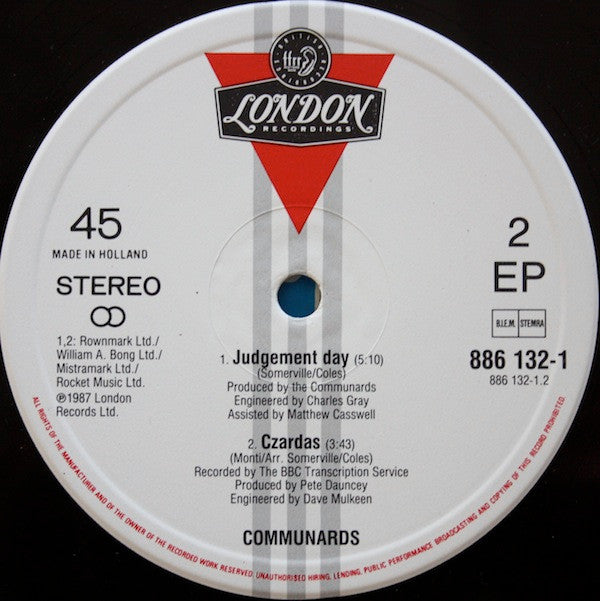 ffrr
LONDON
RECORDINGS
45
MADE IN HOLLAND
STEREO
2
EP
B.I.E.M. STEMRA
886 132-1
886 132-1.2
1,2: Rownmark Ltd./
William A. Bong Ltd./
Mistramark Ltd./
Rocket Music Ltd.
℗1987 London
Records Ltd.
1. Judgement day (5:10)
(Somerville/Coles)
Produced by the Communards
Engineered by Charles Gray
Assisted by Matthew Casswell
2. Czardas (3:43)
(Monti/Arr. Somerville/Coles)
Recorded by The BBC Transcription Service
Produced by Pete Dauncey
Engineered by Dave Mulkeen
COMMUNARDS
ALL RIGHTS OF THE MANUFACTURER AND OF THE OWNER OF THE RECORDED WORK RESERVED. UNAUTHORISED HIRING, LENDING, PUBLIC PERFORMANCE BROADCASTING AND COPYING OF THIS RECORD PROHIBITED.